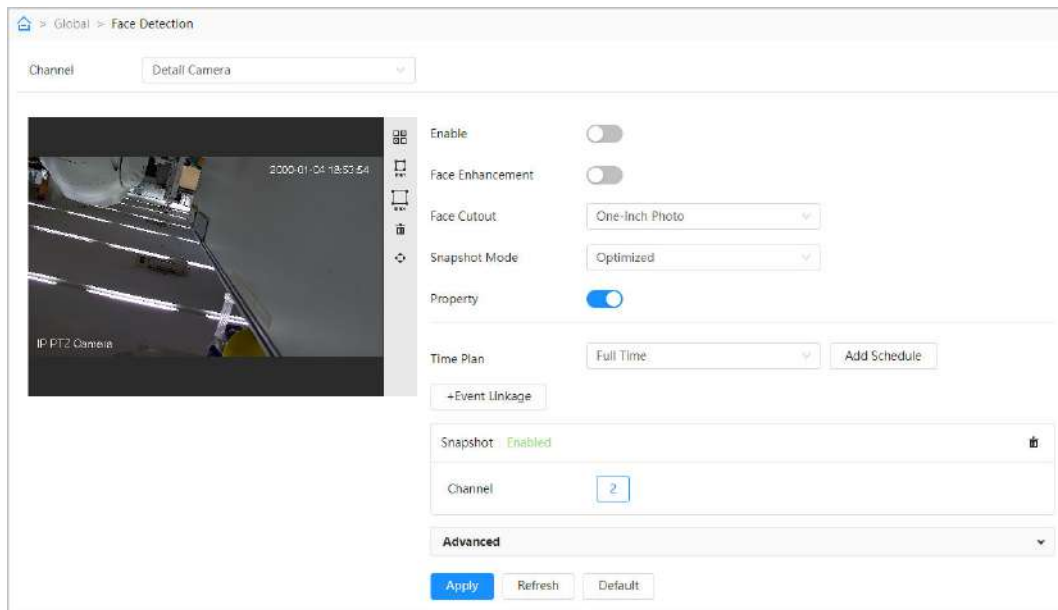 > Global > Face Detection
Channel Detail Camera
2000-01-04 18:53:54
IP PTZ Camera
Enable
Face Enhancement
Face Cutout One-Inch Photo
Snapshot Mode Optimized
Property
Time Plan Full Time Add Schedule
+Event Linkage
Snapshot Enabled
Channel 2
Advanced
Apply Refresh Default